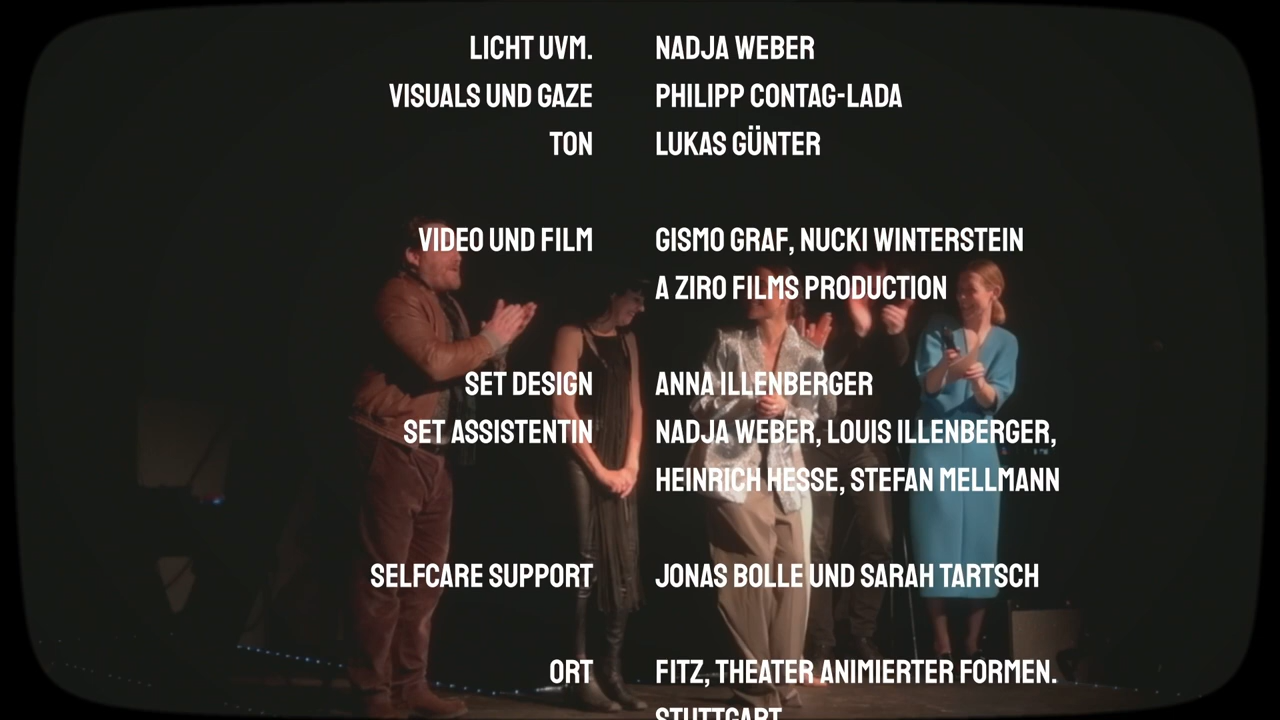 LICHT UVM. NADJA WEBER
VISUALS UND GAZE PHILIPP CONTAG-LADA
TON LUKAS GÜNTER
VIDEO UND FILM GISMO GRAF, NUCKI WINTERSTEIN
A ZIRO FILMS PRODUCTION
SET DESIGN ANNA ILLENBERGER
SET ASSISTENTIN NADJA WEBER, LOUIS ILLENBERGER,
HEINRICH HESSE, STEFAN MELLMANN
SELFCARE SUPPORT JONAS BOLLE UND SARAH TARTSCH
ORT FITZ, THEATER ANIMIERTER FORMEN.
STUTTGART